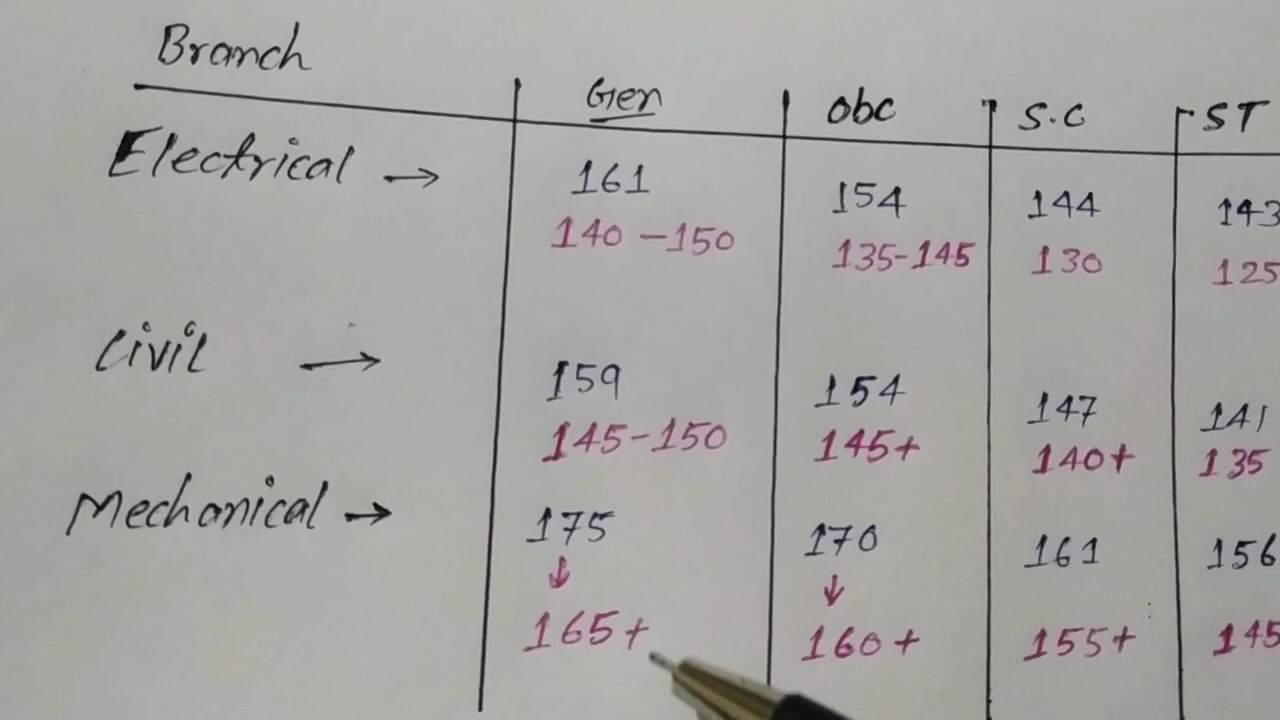 Branch Gen Obc S.C ST
Electrical → 161 154 144 143
140-150 135-145 130 125
Civil → 159 154 147 141
145-150 145+ 140+ 135
Mechanical → 175 170 161 156
↓ ↓
165+ 160+ 155+ 145